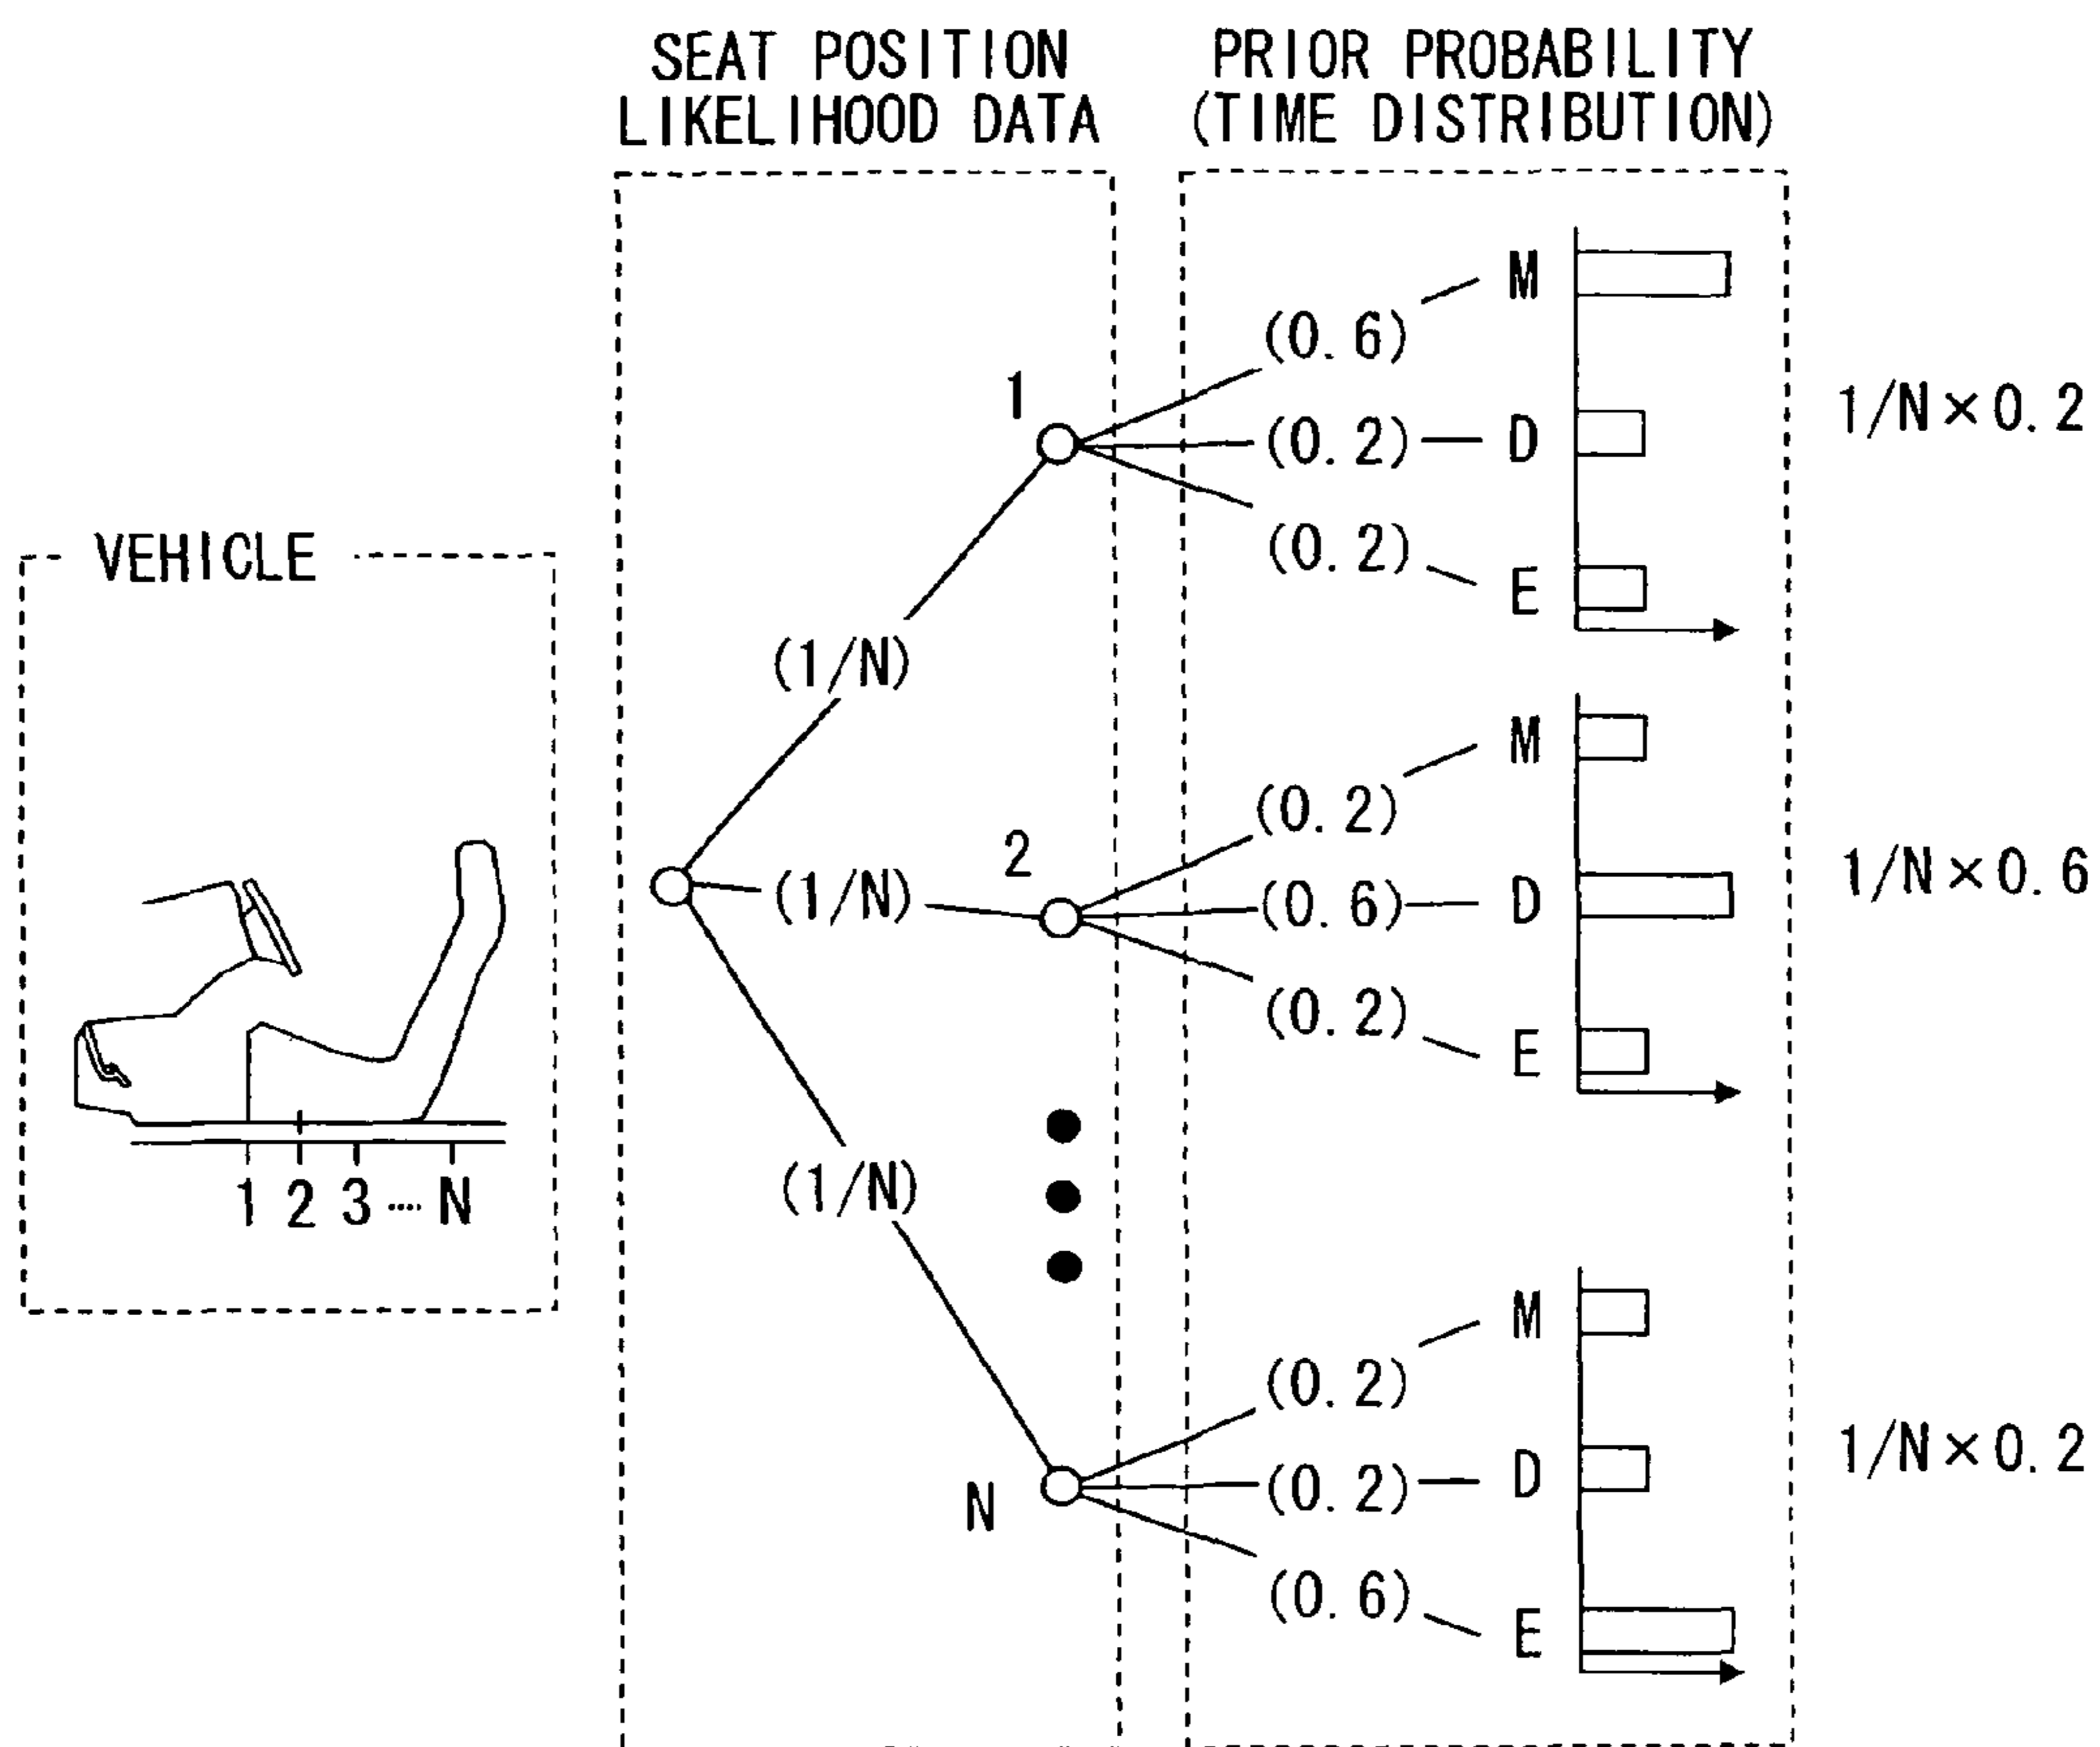 SEAT POSITION
LIKELIHOOD DATA
PRIOR PROBABILITY
(TIME DISTRIBUTION)
VEHICLE
1 2 3 ···· N
(1/N)
(1/N)
(1/N)
1
(0.6)
M
(0.2)
D
(0.2)
E
1/N×0.2
2
(0.2)
M
(0.6)
D
(0.2)
E
1/N×0.6
N
(0.2)
M
(0.2)
D
(0.6)
E
1/N×0.2